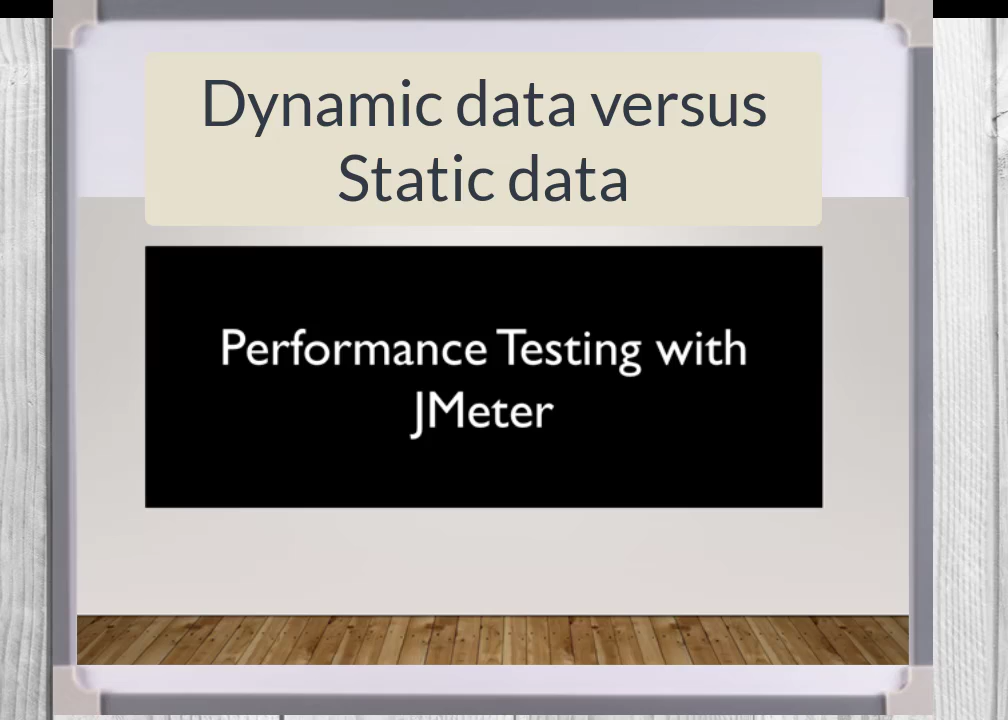 Dynamic data versus
Static data
Performance Testing with
JMeter